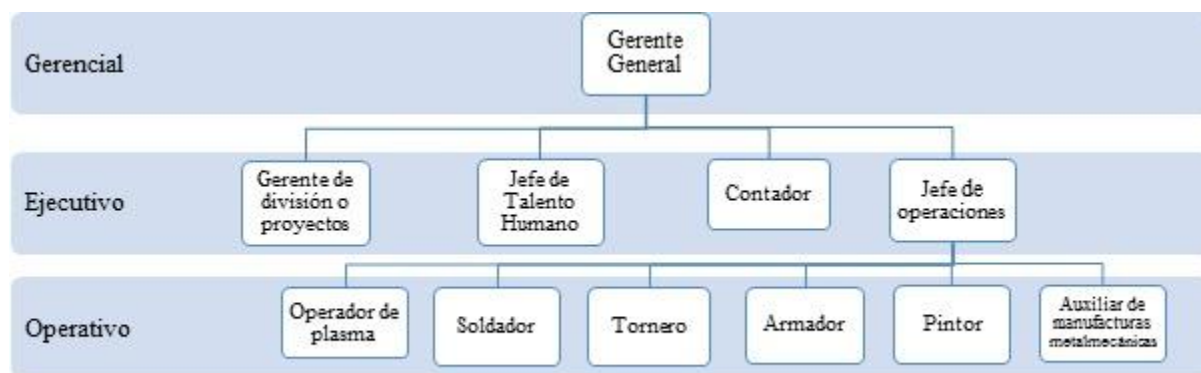 Gerencial
Gerente
General
Ejecutivo
Gerente de
división o
proyectos
Jefe de
Talento
Humano
Contador
Jefe de
operaciones
Operativo
Operador de
plasma
Soldador
Tornero
Armador
Pintor
Auxiliar de
manufacturas
metalmecánicas